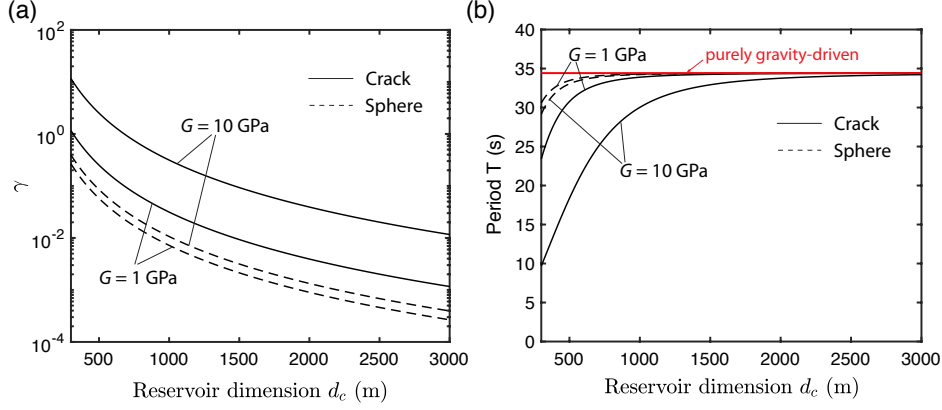 (a)
10^2
10^0
10^-2
10^-4
γ
Crack
Sphere
G = 10 GPa
G = 1 GPa
500
1000
1500
2000
2500
3000
Reservoir dimension d_c (m)
(b)
40
35
30
25
20
15
10
5
0
Period T (s)
G = 1 GPa
purely gravity-driven
Crack
Sphere
G = 10 GPa
500
1000
1500
2000
2500
3000
Reservoir dimension d_c (m)